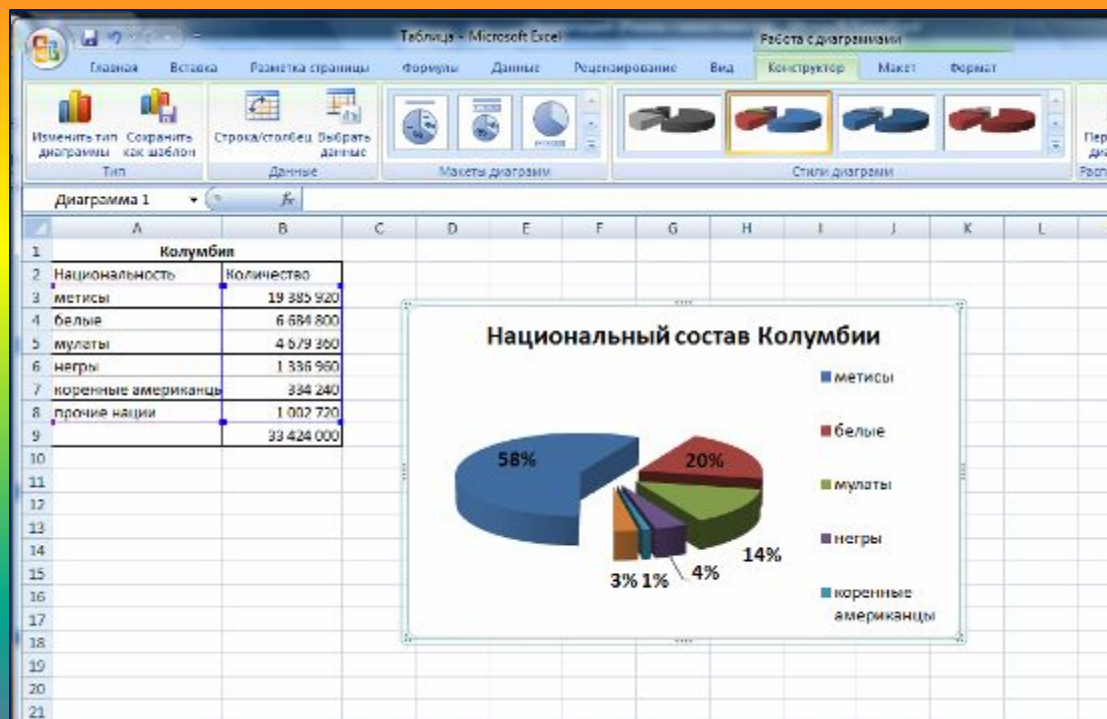 Таблица - Microsoft Excel
Работа с диаграммами
Главная Вставка Разметка страницы Формулы Данные Рецензирование Вид Конструктор Макет Формат
Изменить тип диаграммы
Сохранить как шаблон
Строка/столбец
Выбрать данные
Тип
Данные
Макеты диаграмм
Стили диаграмм
Диаграмма 1
fx
A B C D E F G H I J K L
1 Колумбия
2 Национальность Количество
3 метисы 19 385 920
4 белые 6 684 800
5 мулаты 4 679 360
6 негры 1 336 960
7 коренные американцы 334 240
8 прочие нации 1 002 720
9 33 424 000
10
11
12
13
14
15
16
17
18
19
20
21
Национальный состав Колумбии
58%
20%
14%
4%
1%
3%
метисы
белые
мулаты
негры
коренные
американцы